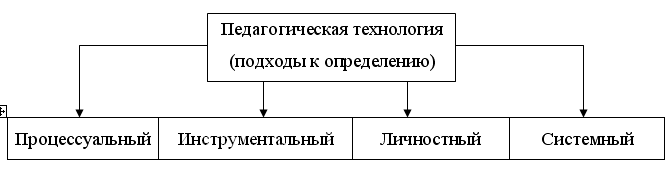 Педагогическая технология
(подходы к определению)
Процессуальный Инструментальный Личностный Системный